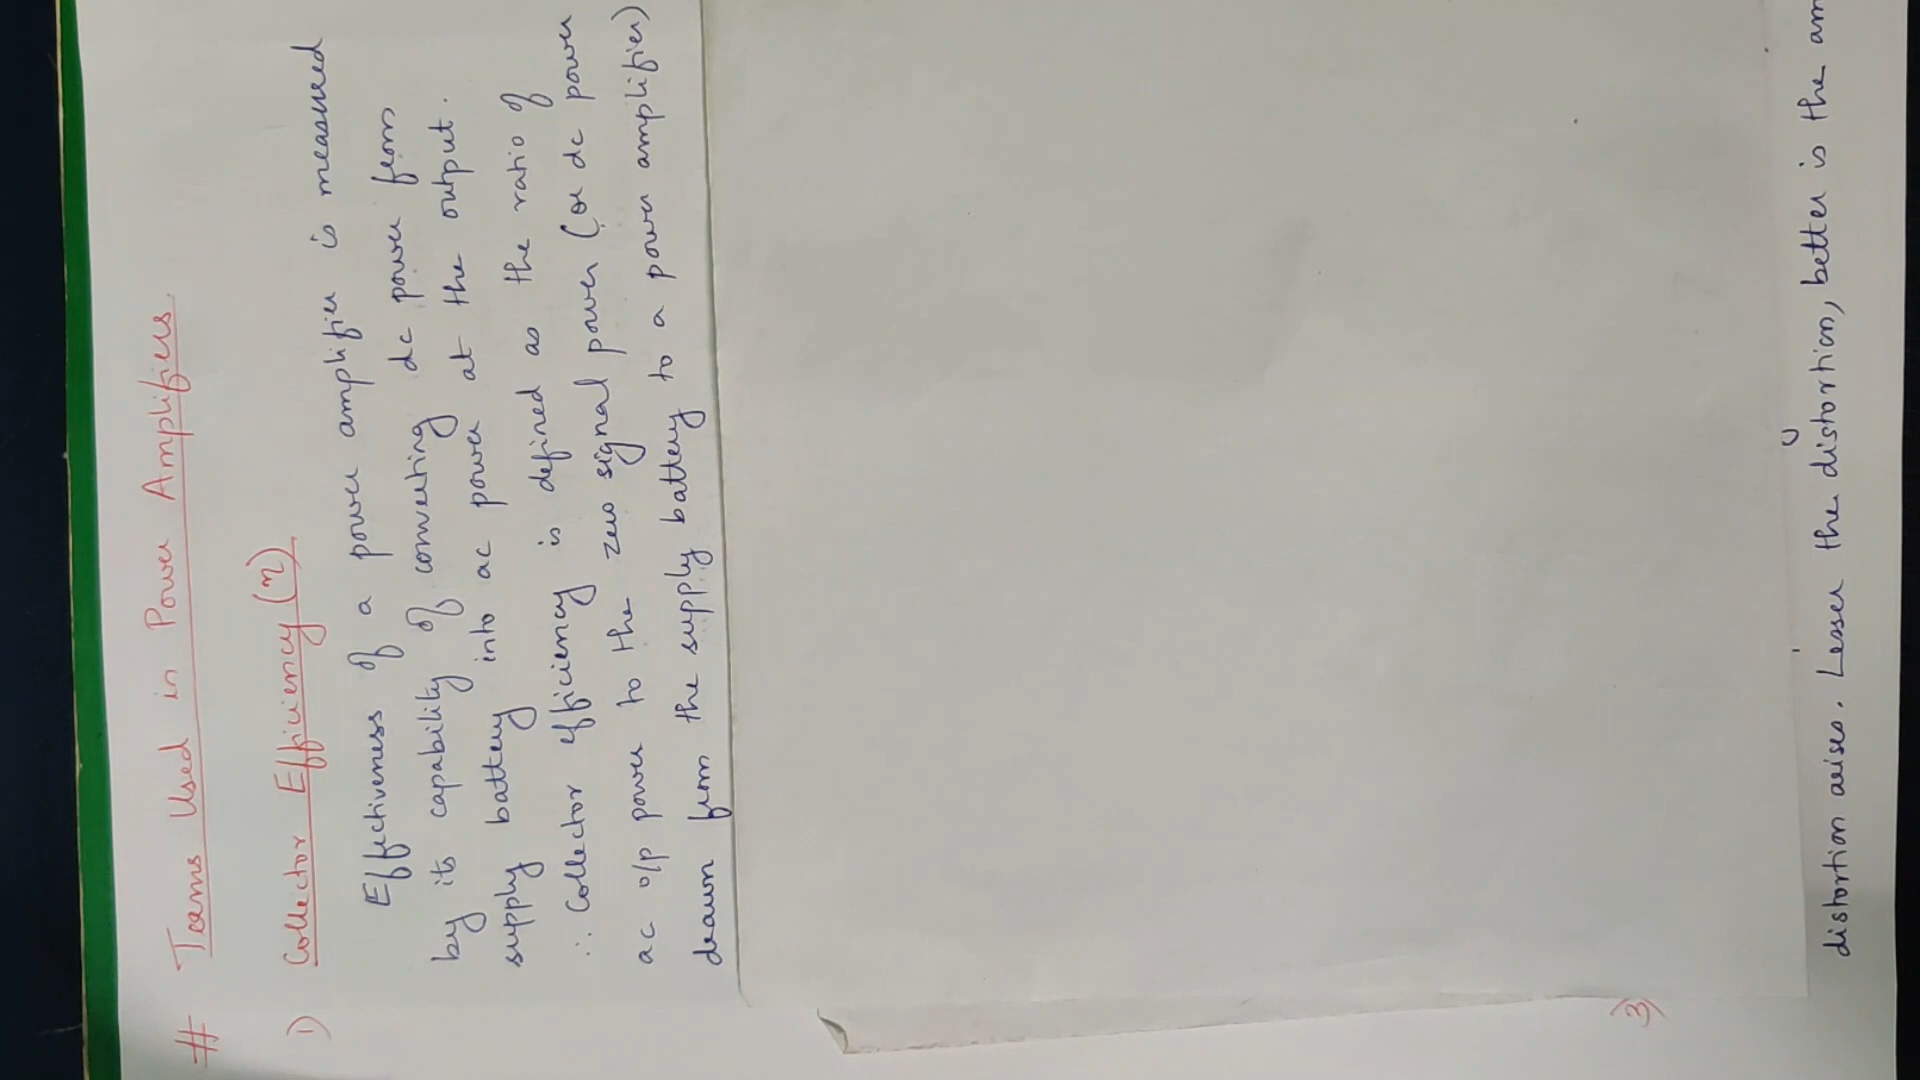 # Terms Used in Power Amplifiers
1) Collector Efficiency (η)
Effectiveness of a power amplifier is measured
by its capability of converting dc power from
supply battery into ac power at the output.
∴ Collector efficiency is defined as the ratio of
ac o/p power to the zero signal power (or dc power
drawn from the supply battery to a power amplifier)
3)
distortion arises. Lesser the distortion, better is the am